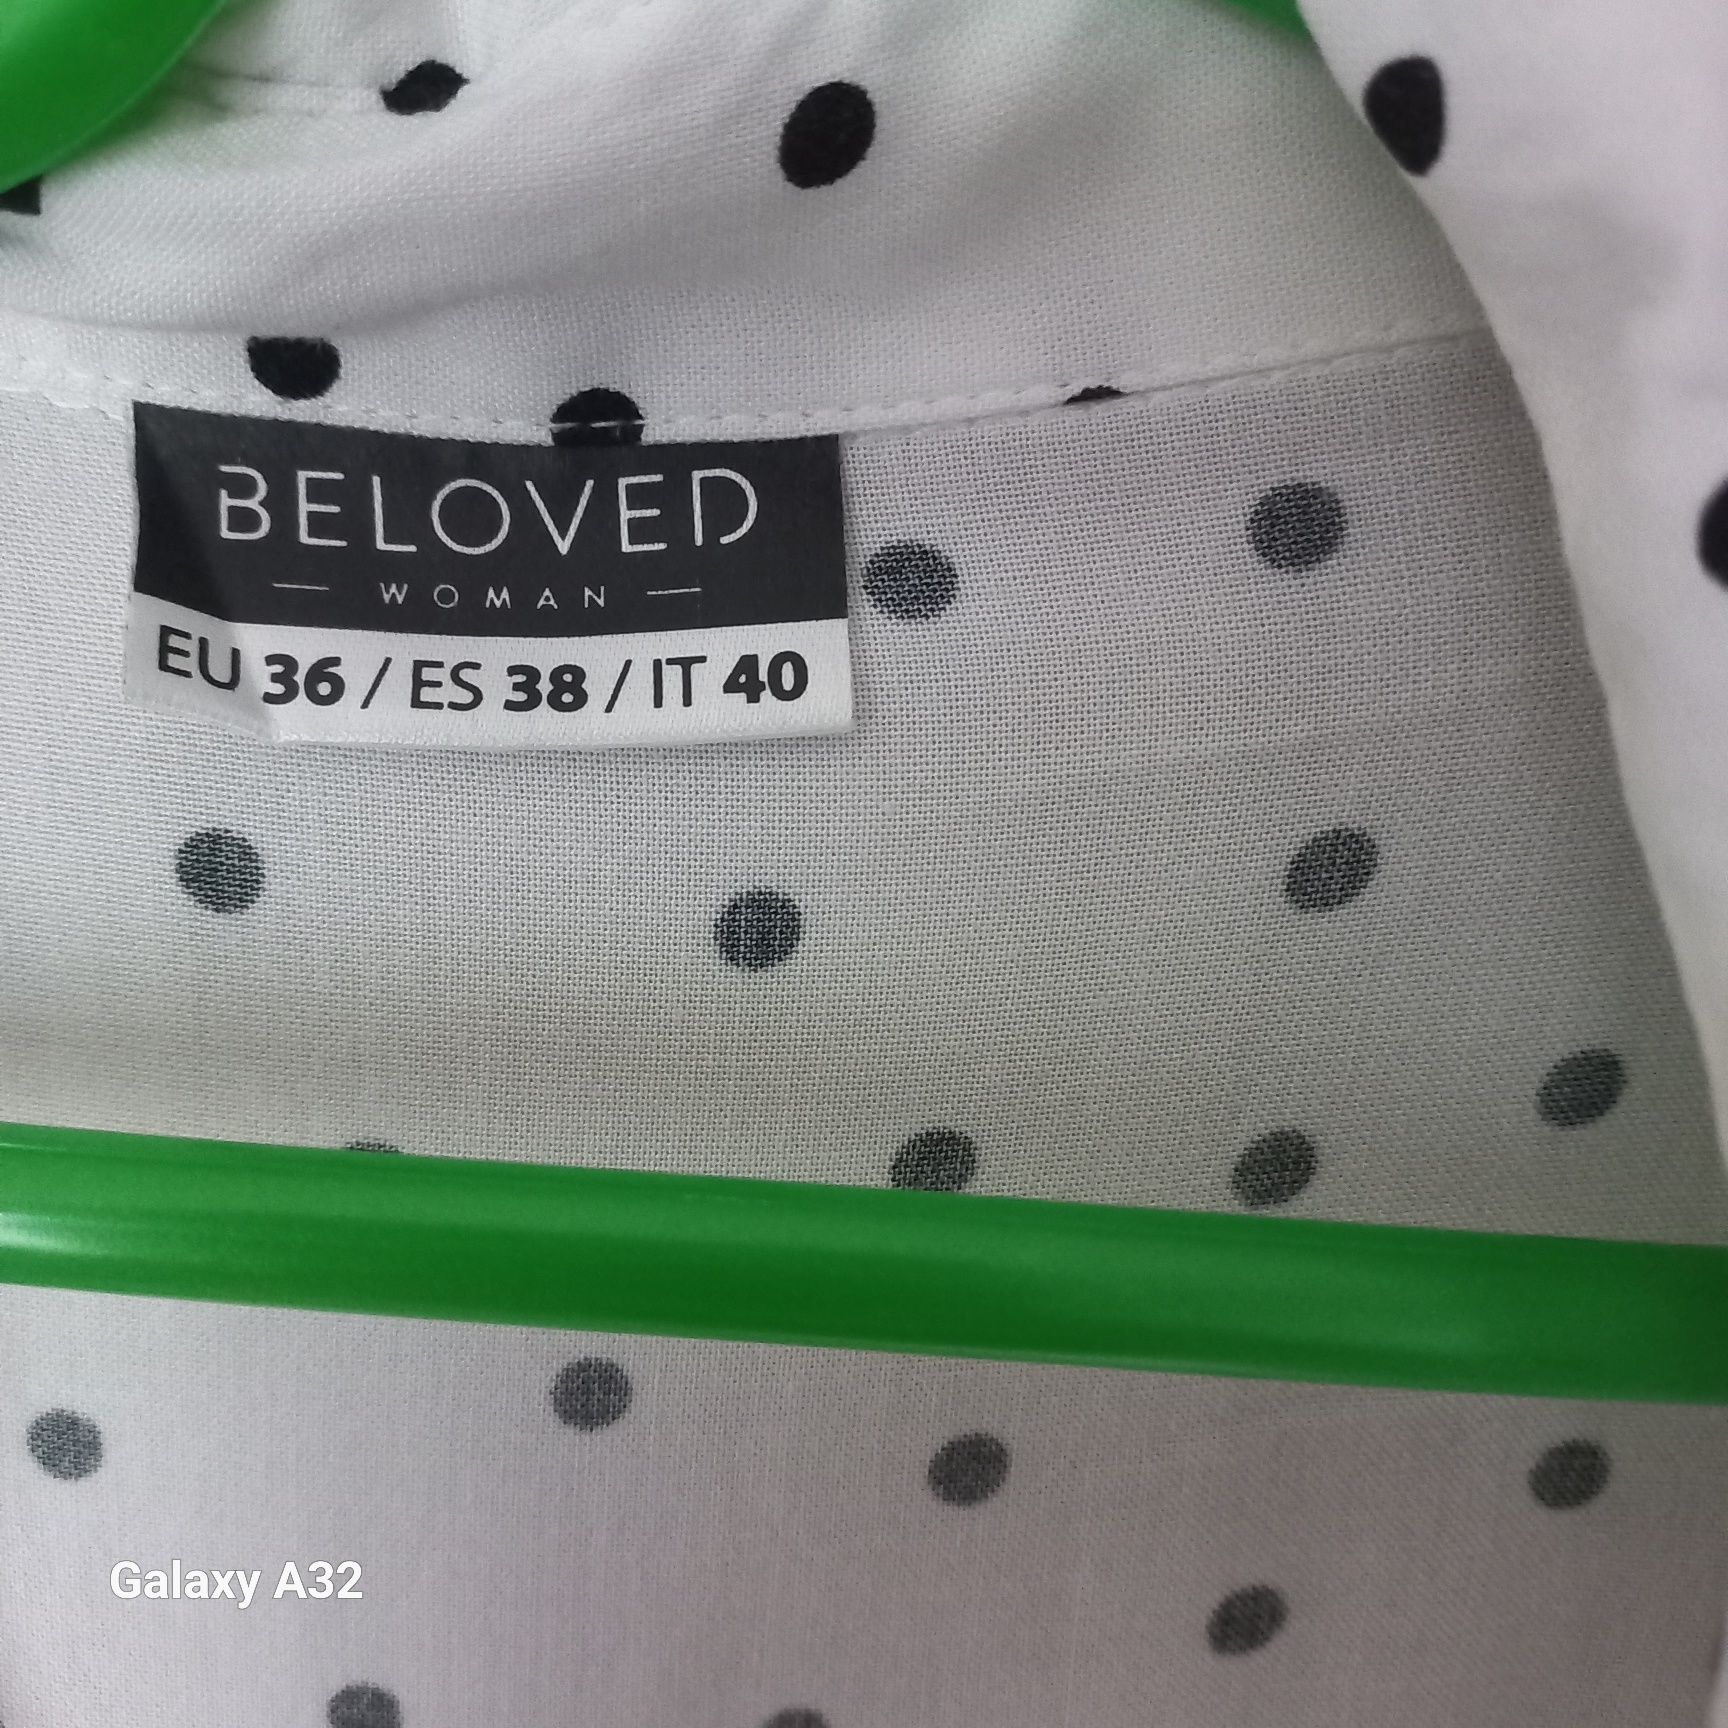 BELOVED
— WOMAN —
EU 36 / ES 38 / IT 40
Galaxy A32